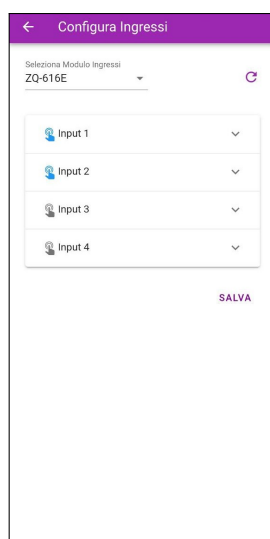 Configura Ingressi
Seleziona Modulo Ingressi
ZQ-616E
Input 1
Input 2
Input 3
Input 4
SALVA